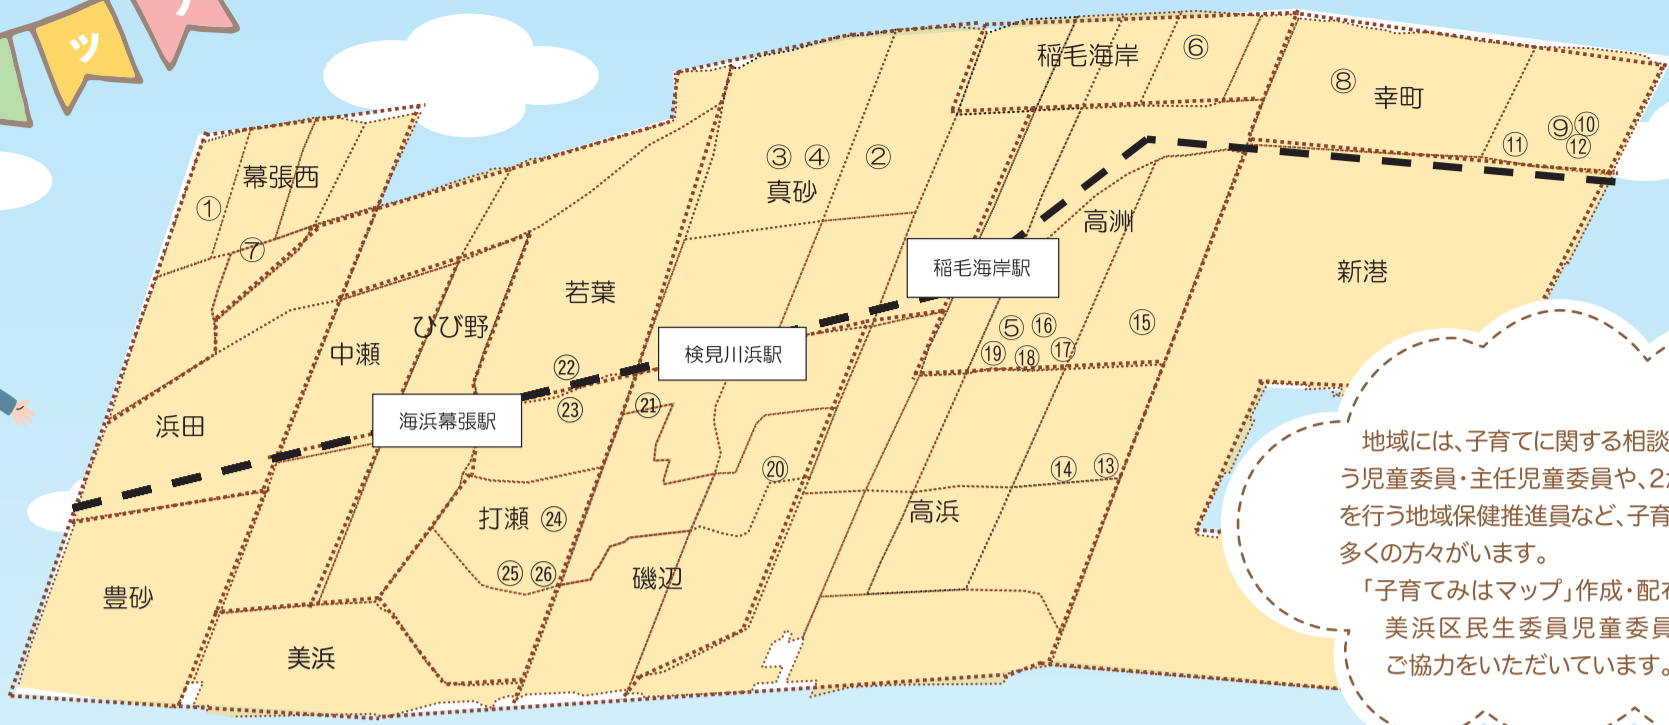 ツ
稲毛海岸
⑥
⑧
幸町
⑨⑩
⑪
⑫
③ ④ ②
真砂
幕張西
①
⑦
高洲
稲毛海岸駅
新港
若葉
ひび野
中瀬
検見川浜駅
⑤ ⑯
⑮
⑲ ⑱ ⑰
㉒
㉓
㉑
海浜幕張駅
浜田
⑳
⑭ ⑬
高浜
打瀬 ㉔
㉕ ㉖
磯辺
豊砂
美浜
地域には、子育てに関する相談
う児童委員・主任児童委員や、2
を行う地域保健推進員など、子育
多くの方々がいます。
「子育てみはマップ」作成・配
美浜区民生委員児童委員
ご協力をいただいています。